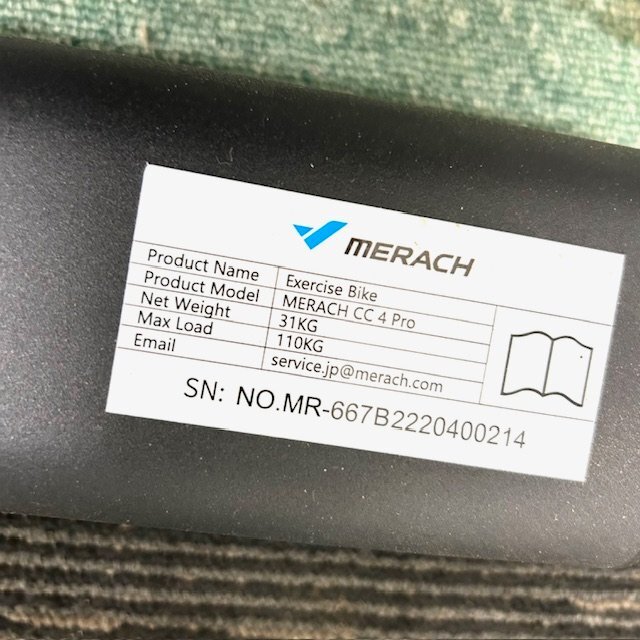 MERACH
Product Name Exercise Bike
Product Model MERACH CC 4 Pro
Net Weight 31KG
Max Load 110KG
Email service.jp@merach.com
SN: NO.MR-667B2220400214